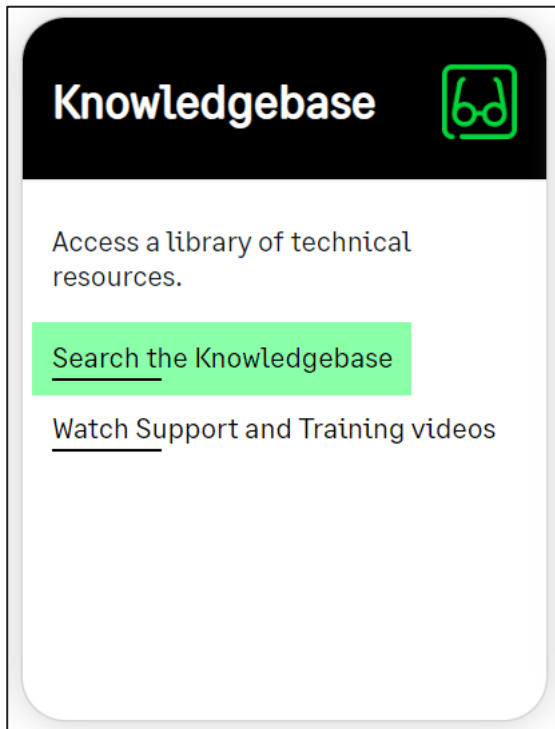 Knowledgebase
Access a library of technical
resources.
Search the Knowledgebase
Watch Support and Training videos